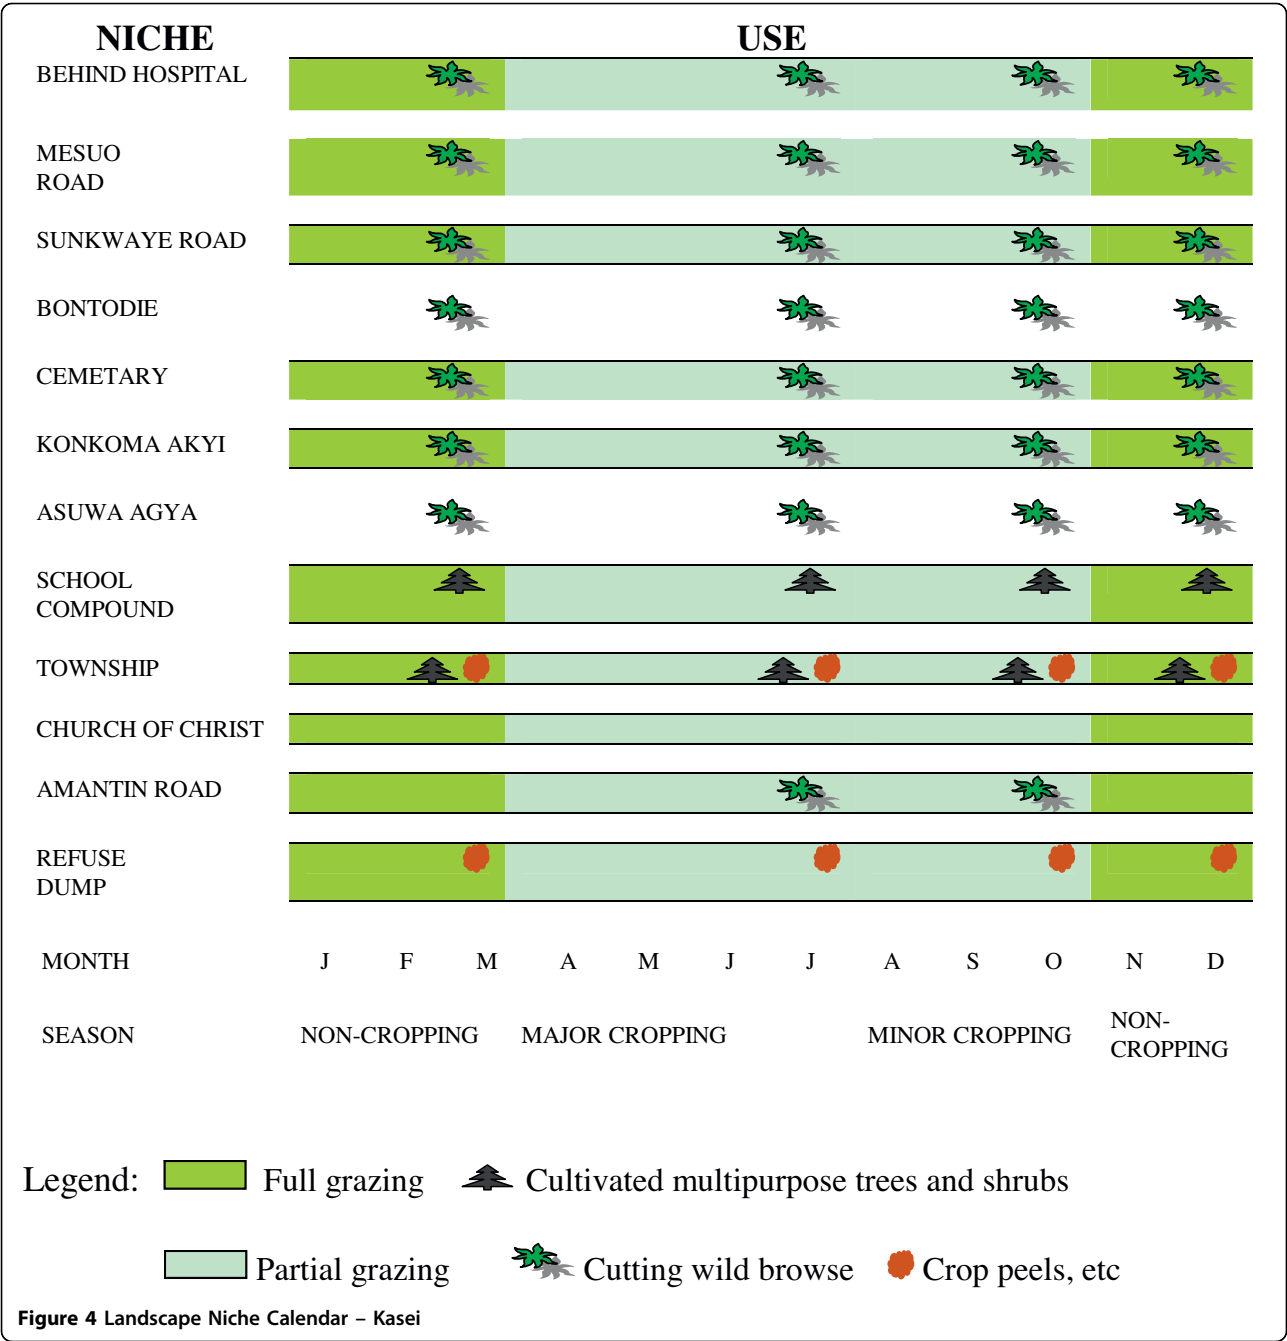 NICHE USE
BEHIND HOSPITAL
MESUO
ROAD
SUNKWAYE ROAD
BONTODIE
CEMETARY
KONKOMA AKYI
ASUWA AGYA
SCHOOL
COMPOUND
TOWNSHIP
CHURCH OF CHRIST
AMANTIN ROAD
REFUSE
DUMP
MONTH J F M A M J J A S O N D
SEASON NON-CROPPING MAJOR CROPPING MINOR CROPPING NON-
CROPPING
Legend: Full grazing Cultivated multipurpose trees and shrubs
Partial grazing Cutting wild browse Crop peels, etc
Figure 4 Landscape Niche Calendar – Kasei